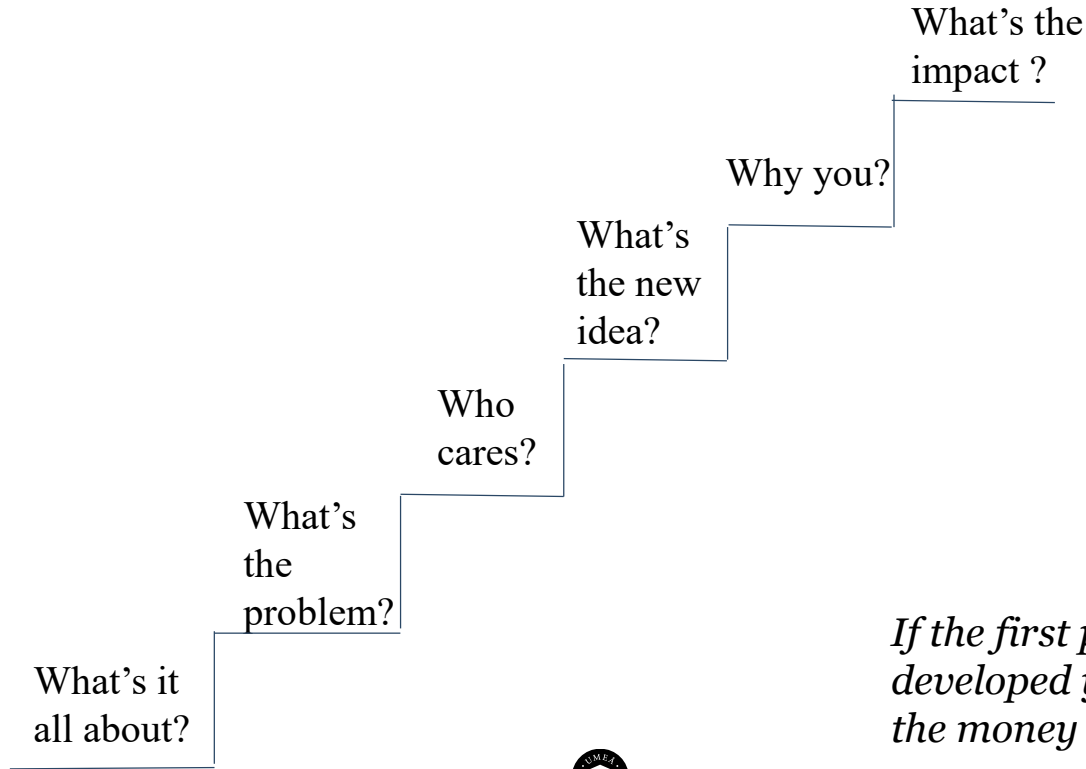 What’s the
impact ?
Why you?
What’s
the new
idea?
Who
cares?
What’s
the
problem?
What’s it
all about?
If the first
developed
the money
UMEÅ